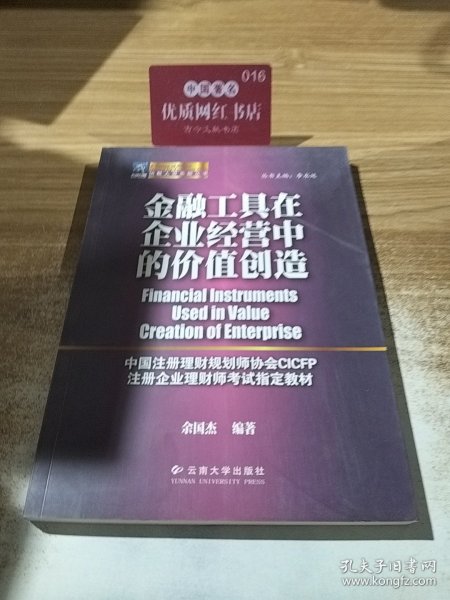 016
中国著名
优质网红书店
金融工具在
企业经营中
的价值创造
Financial Instruments
Used in Value
Creation of Enterprise
中国注册理财规划师协会CICFP
注册企业理财师考试指定教材
余国杰 编著
云南大学出版社
YUNNAN UNIVERSITY PRESS
孔夫子旧书网
www.kongfz.com